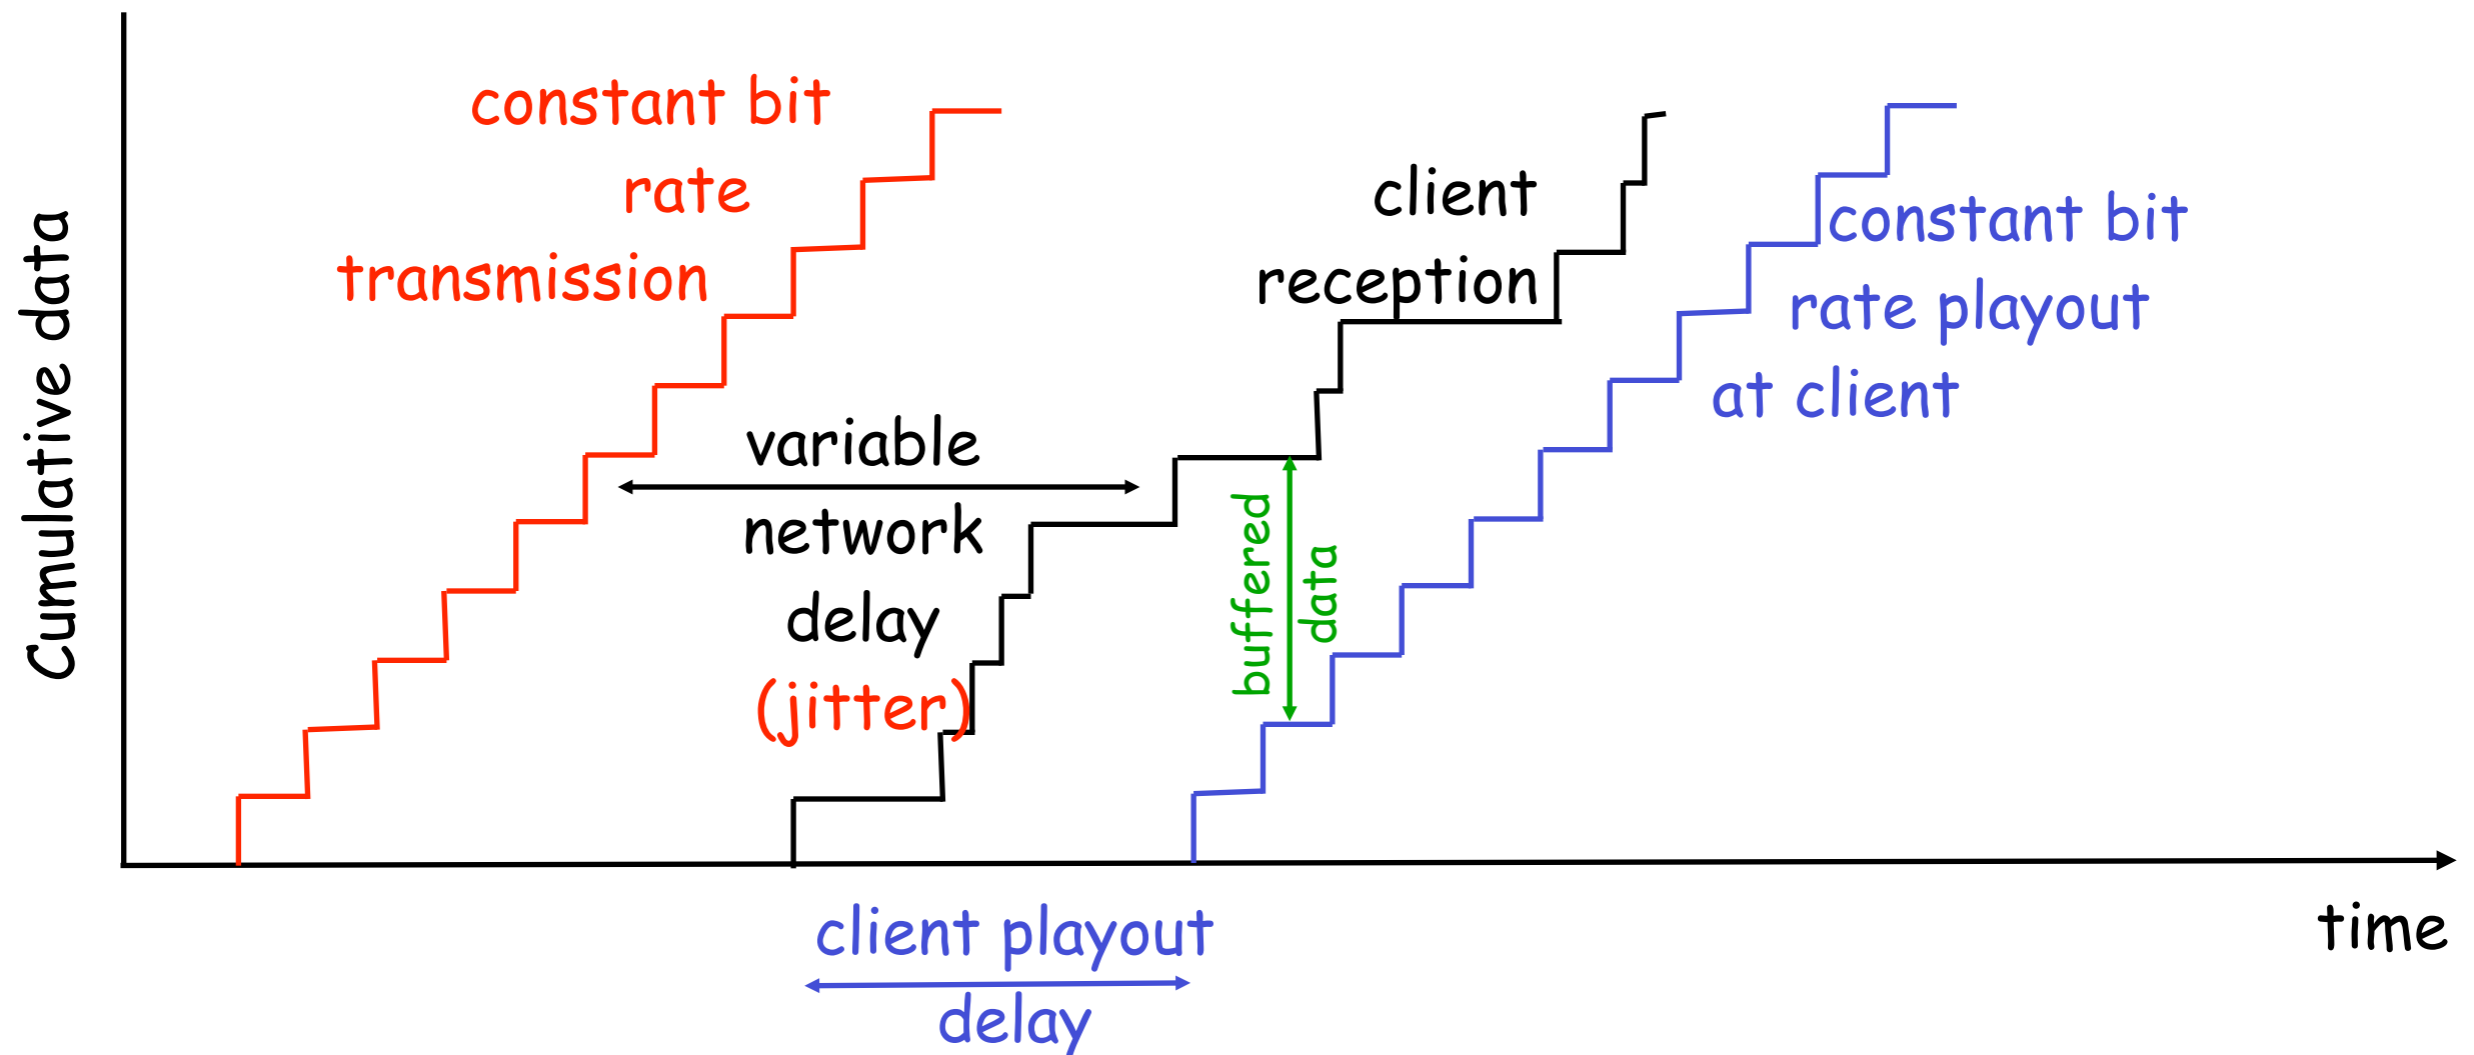 Cumulative data
constant bit
rate
transmission
variable
network
delay
(jitter)
client
reception
buffered
data
constant bit
rate playout
at client
client playout
delay
time